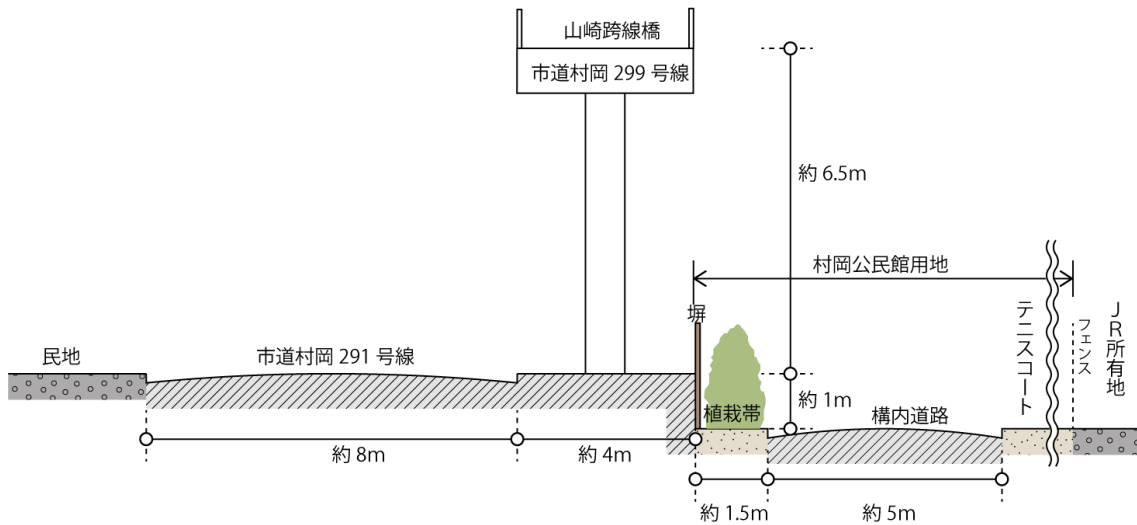 山崎跨線橋
市道村岡 299 号線
約 6.5m
村岡公民館用地
塀
民地
市道村岡 291 号線
テニスコート
フェンス
JR所有地
植栽帯
約 1m
構内道路
約 8m
約 4m
約 1.5m
約 5m